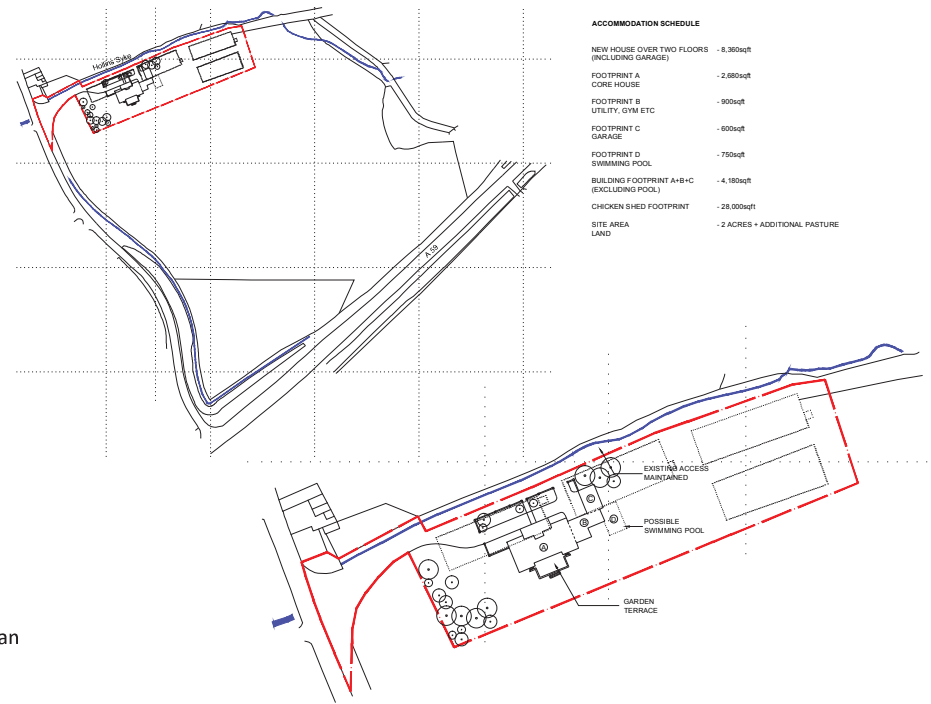 ACCOMMODATION SCHEDULE
NEW HOUSE OVER TWO FLOORS - 8,360sqft
(INCLUDING GARAGE)
FOOTPRINT A - 2,680sqft
CORE HOUSE
FOOTPRINT B - 900sqft
UTILITY, GYM ETC
FOOTPRINT C - 600sqft
GARAGE
FOOTPRINT D - 750sqft
SWIMMING POOL
BUILDING FOOTPRINT A+B+C - 4,180sqft
(EXCLUDING POOL)
CHICKEN SHED FOOTPRINT - 28,000sqft
SITE AREA - 2 ACRES + ADDITIONAL PASTURE
LAND
Hollins Syke
A 59
EXISTING ACCESS
MAINTAINED
C
POSSIBLE
SWIMMING POOL
D
B
A
GARDEN
TERRACE
an